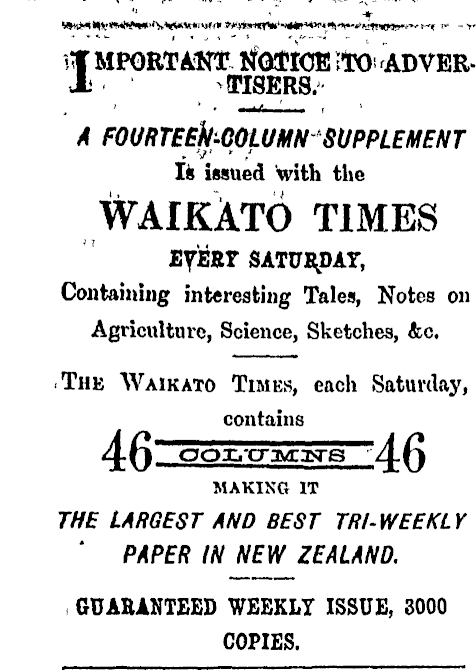 IMPORTANT NOTICE TO ADVER-
TISERS.
A FOURTEEN-COLUMN SUPPLEMENT
Is issued with the
WAIKATO TIMES
EVERY SATURDAY,
Containing interesting Tales, Notes on
Agriculture, Science, Sketches, &c.
THE WAIKATO TIMES, each Saturday,
contains
46 COLUMNS 46
MAKING IT
THE LARGEST AND BEST TRI-WEEKLY
PAPER IN NEW ZEALAND.
GUARANTEED WEEKLY ISSUE, 3000
COPIES.